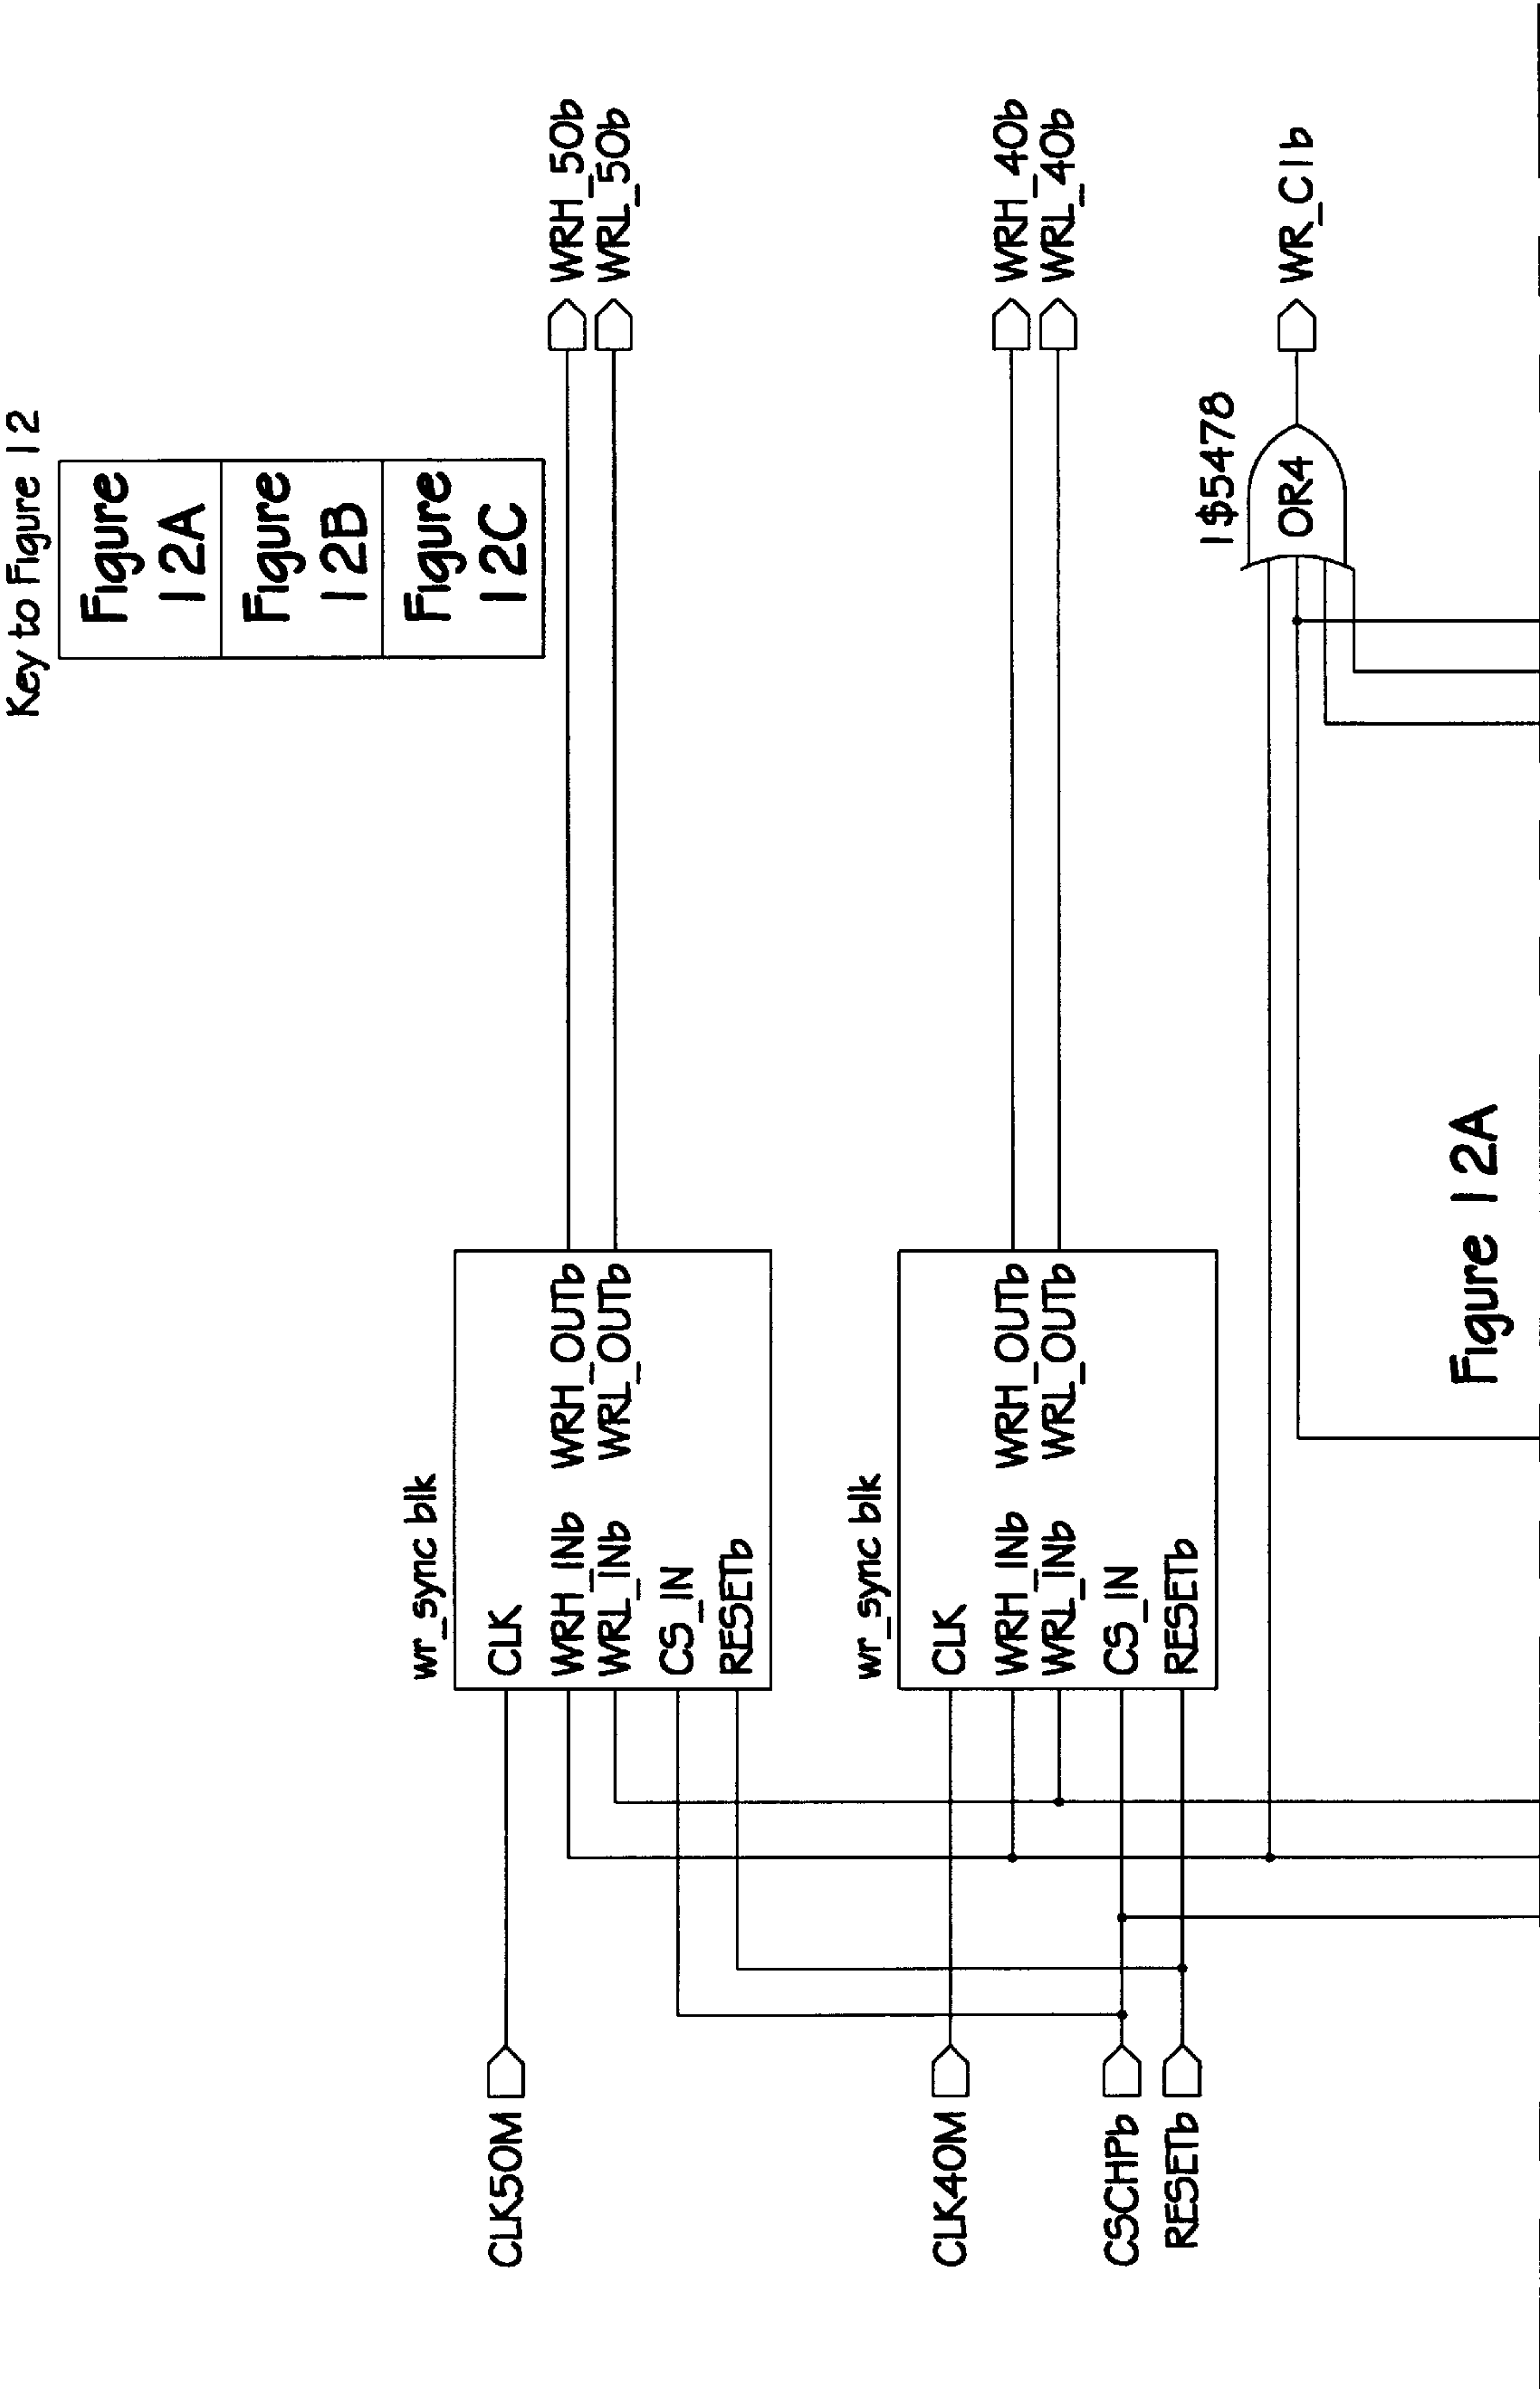 Key to Figure 12
Figure
12A
Figure
12B
Figure
12C
wr_sync blk
CLK50M
CLK
WRH_INb WRH_OUTb
WRH_50b
WRL_INb WRL_OUTb
WRL_50b
CS_IN
RESETb
wr_sync blk
CLK40M
CLK
WRH_INb WRH_OUTb
WRH_40b
WRL_INb WRL_OUTb
WRL_40b
CSCHPb
CS_IN
RESETb
RESETb
1$5478
OR4
WR_C1b
Figure 12A